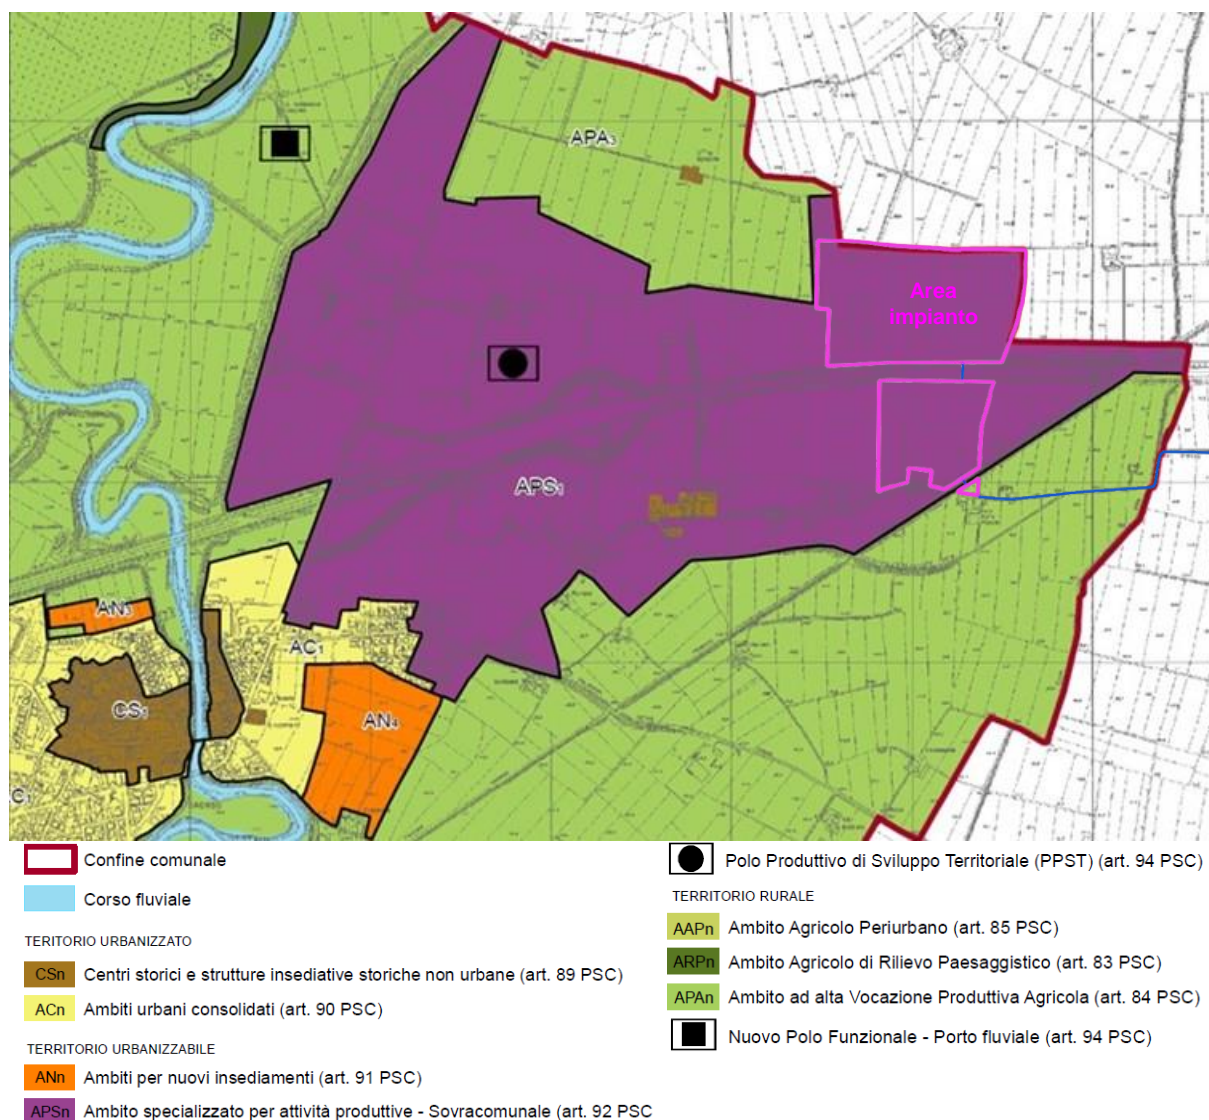 APA3
Area
Impianto
APS1
AN3
AC1
CS1
AN4
C1
Confine comunale
Corso fluviale
TERITORIO URBANIZZATO
CSn Centri storici e strutture insediative storiche non urbane (art. 89 PSC)
ACn Ambiti urbani consolidati (art. 90 PSC)
TERRITORIO URBANIZZABILE
ANn Ambiti per nuovi insediamenti (art. 91 PSC)
APSn Ambito specializzato per attività produttive - Sovracomunale (art. 92 PSC
Polo Produttivo di Sviluppo Territoriale (PPST) (art. 94 PSC)
TERRITORIO RURALE
AAPn Ambito Agricolo Periurbano (art. 85 PSC)
ARPn Ambito Agricolo di Rilievo Paesaggistico (art. 83 PSC)
APAn Ambito ad alta Vocazione Produttiva Agricola (art. 84 PSC)
Nuovo Polo Funzionale - Porto fluviale (art. 94 PSC)